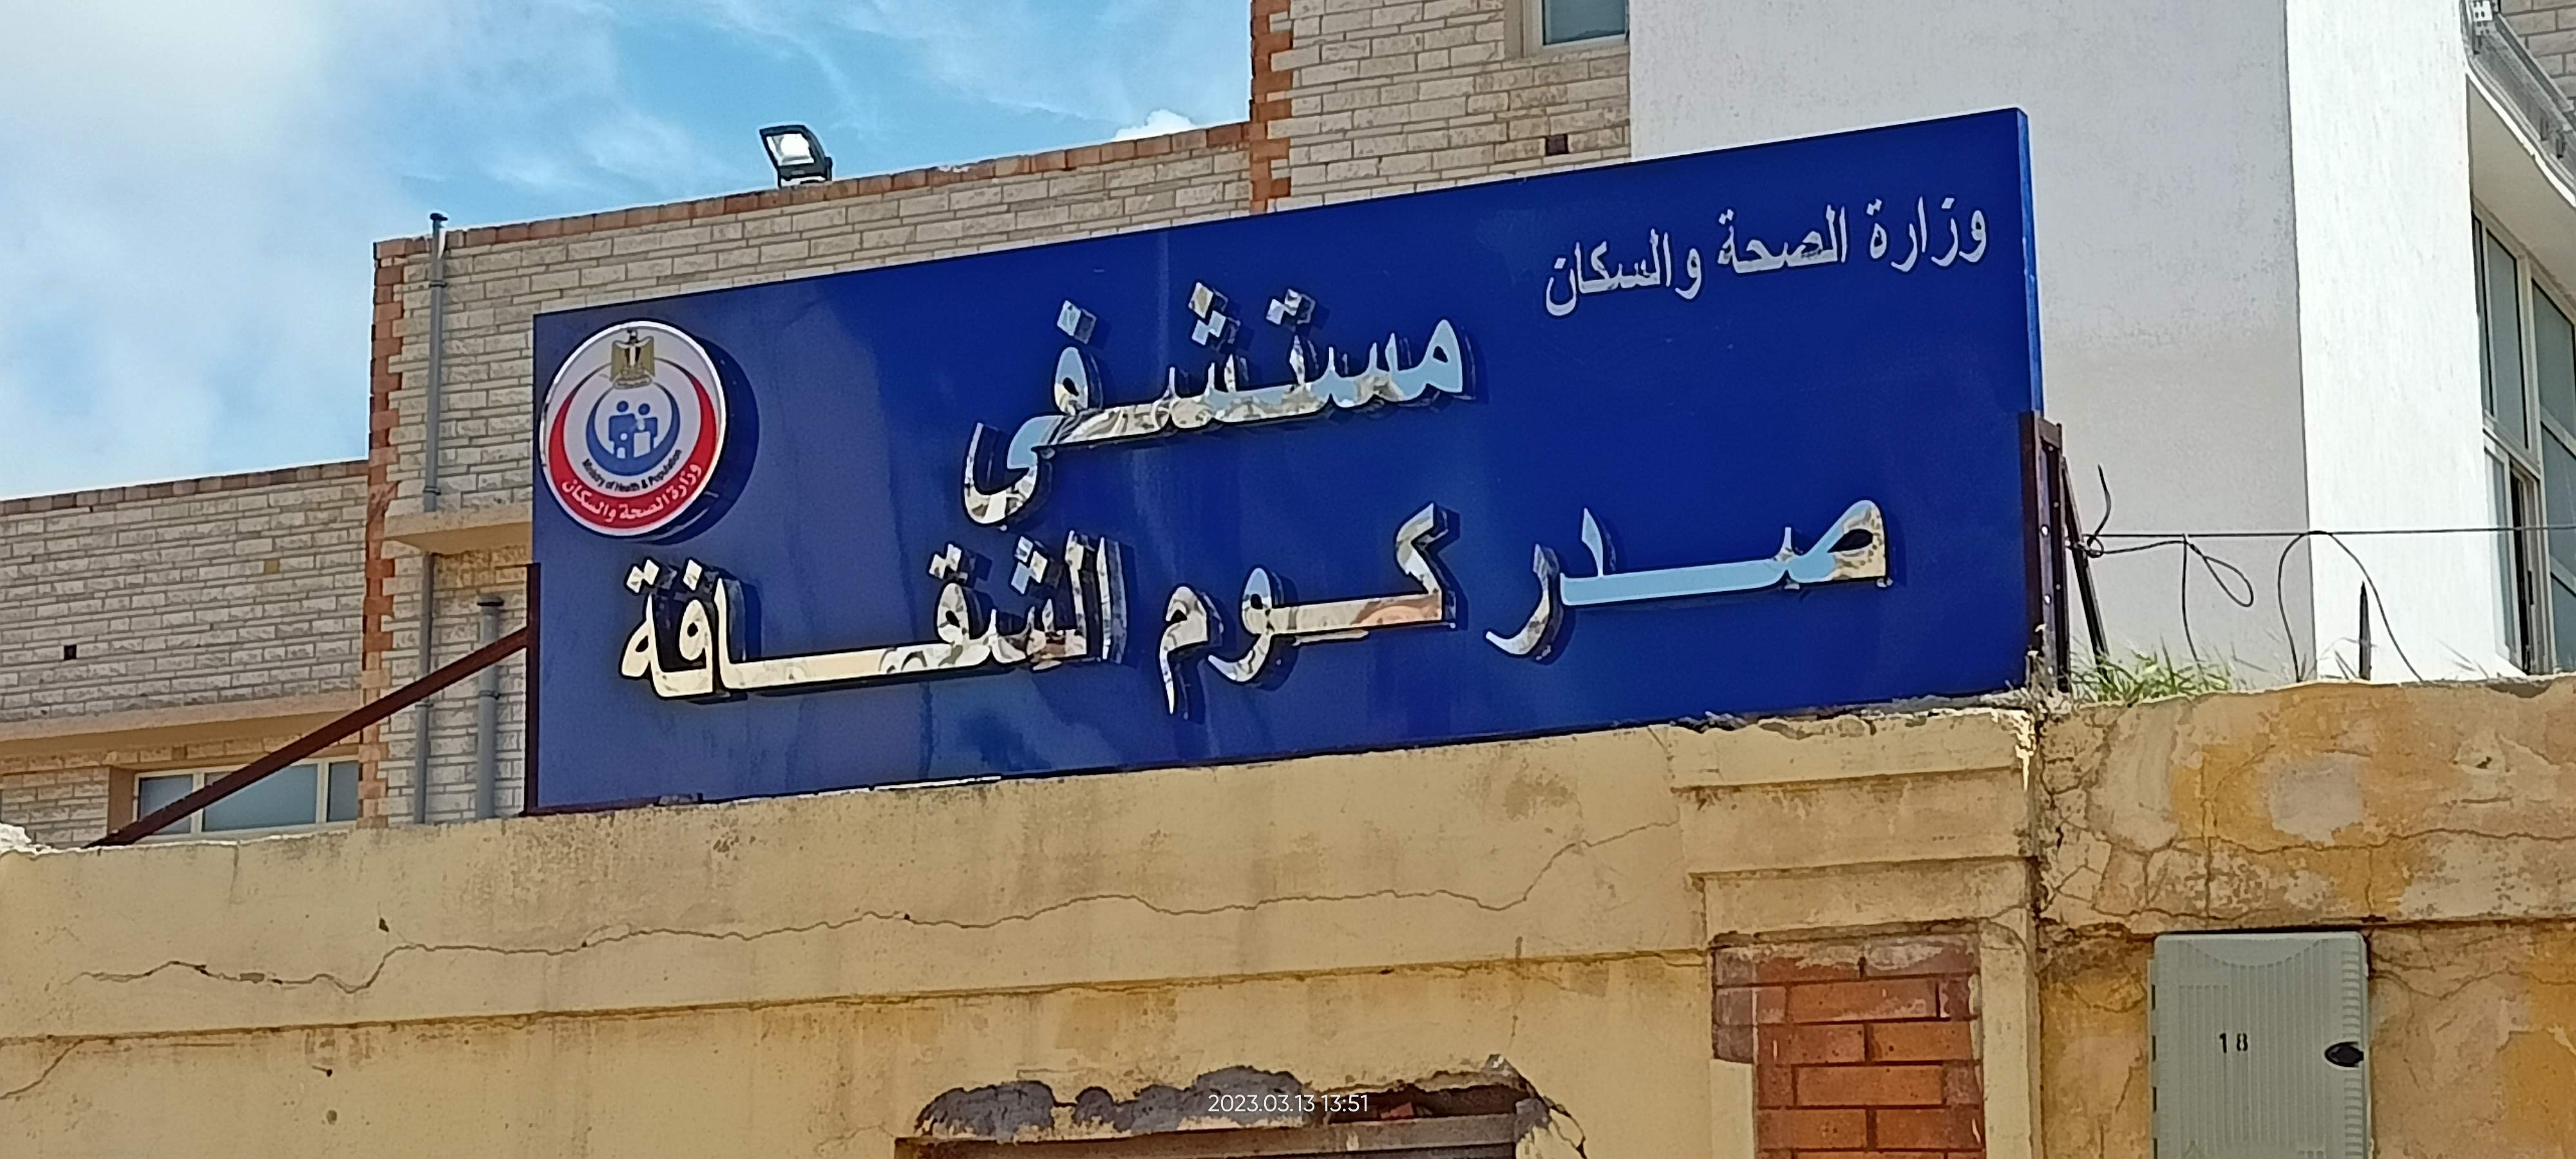 وزارة الصحة والسكان
مستشفى
صدر كوم الشقافة
Ministry of Health & Population
وزارة الصحة والسكان
18
2023.03.13 13:51